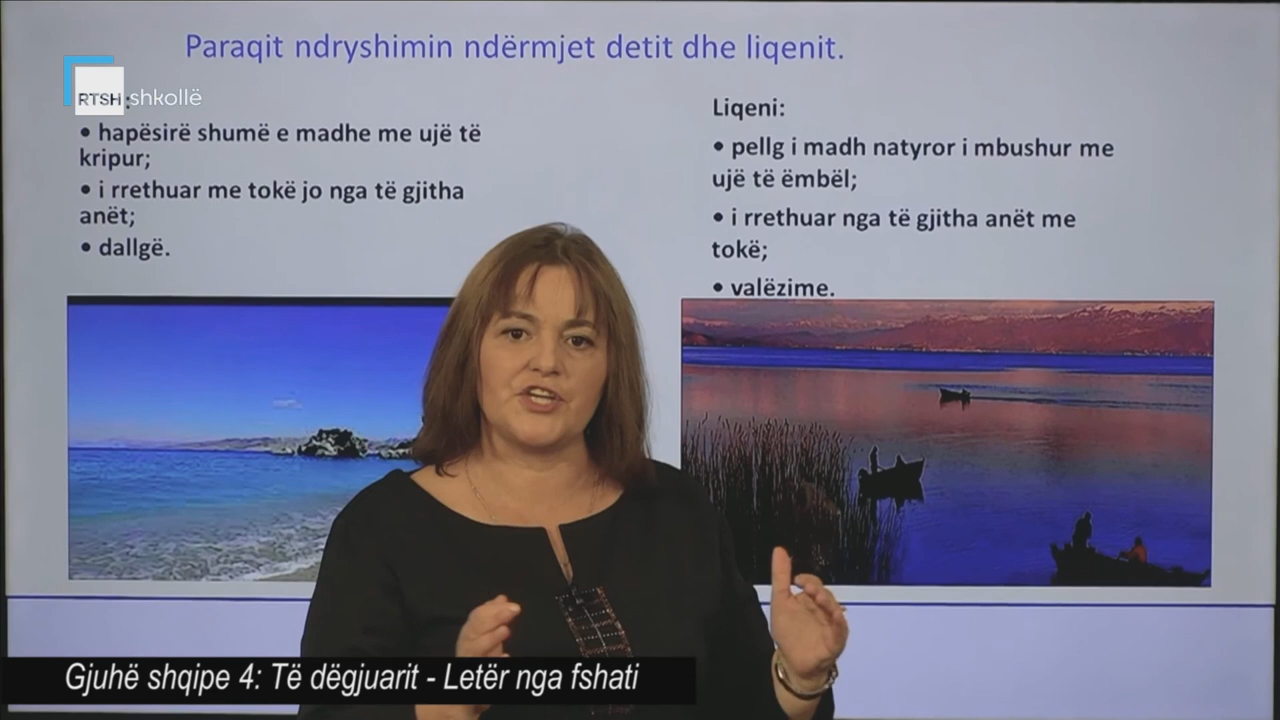 Paraqit ndryshimin ndërmjet detit dhe liqenit.
RTSH shkollë
• hapësirë shumë e madhe me ujë të
kripur;
• i rrethuar me tokë jo nga të gjitha
anët;
• dallgë.
Liqeni:
• pellg i madh natyror i mbushur me
ujë të ëmbël;
• i rrethuar nga të gjitha anët me
tokë;
• valëzime.
Gjuhë shqipe 4: Të dëgjuarit - Letër nga fshati